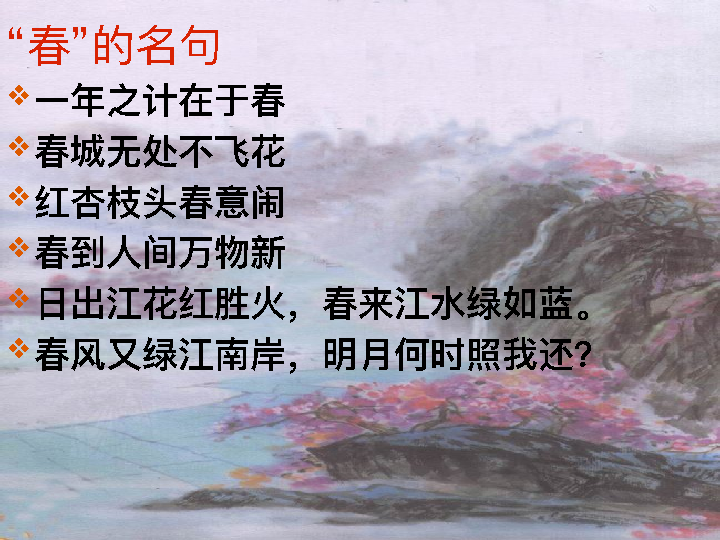 “春”的名句
❖一年之计在于春
❖春城无处不飞花
❖红杏枝头春意闹
❖春到人间万物新
❖日出江花红胜火，春来江水绿如蓝。
❖春风又绿江南岸，明月何时照我还?